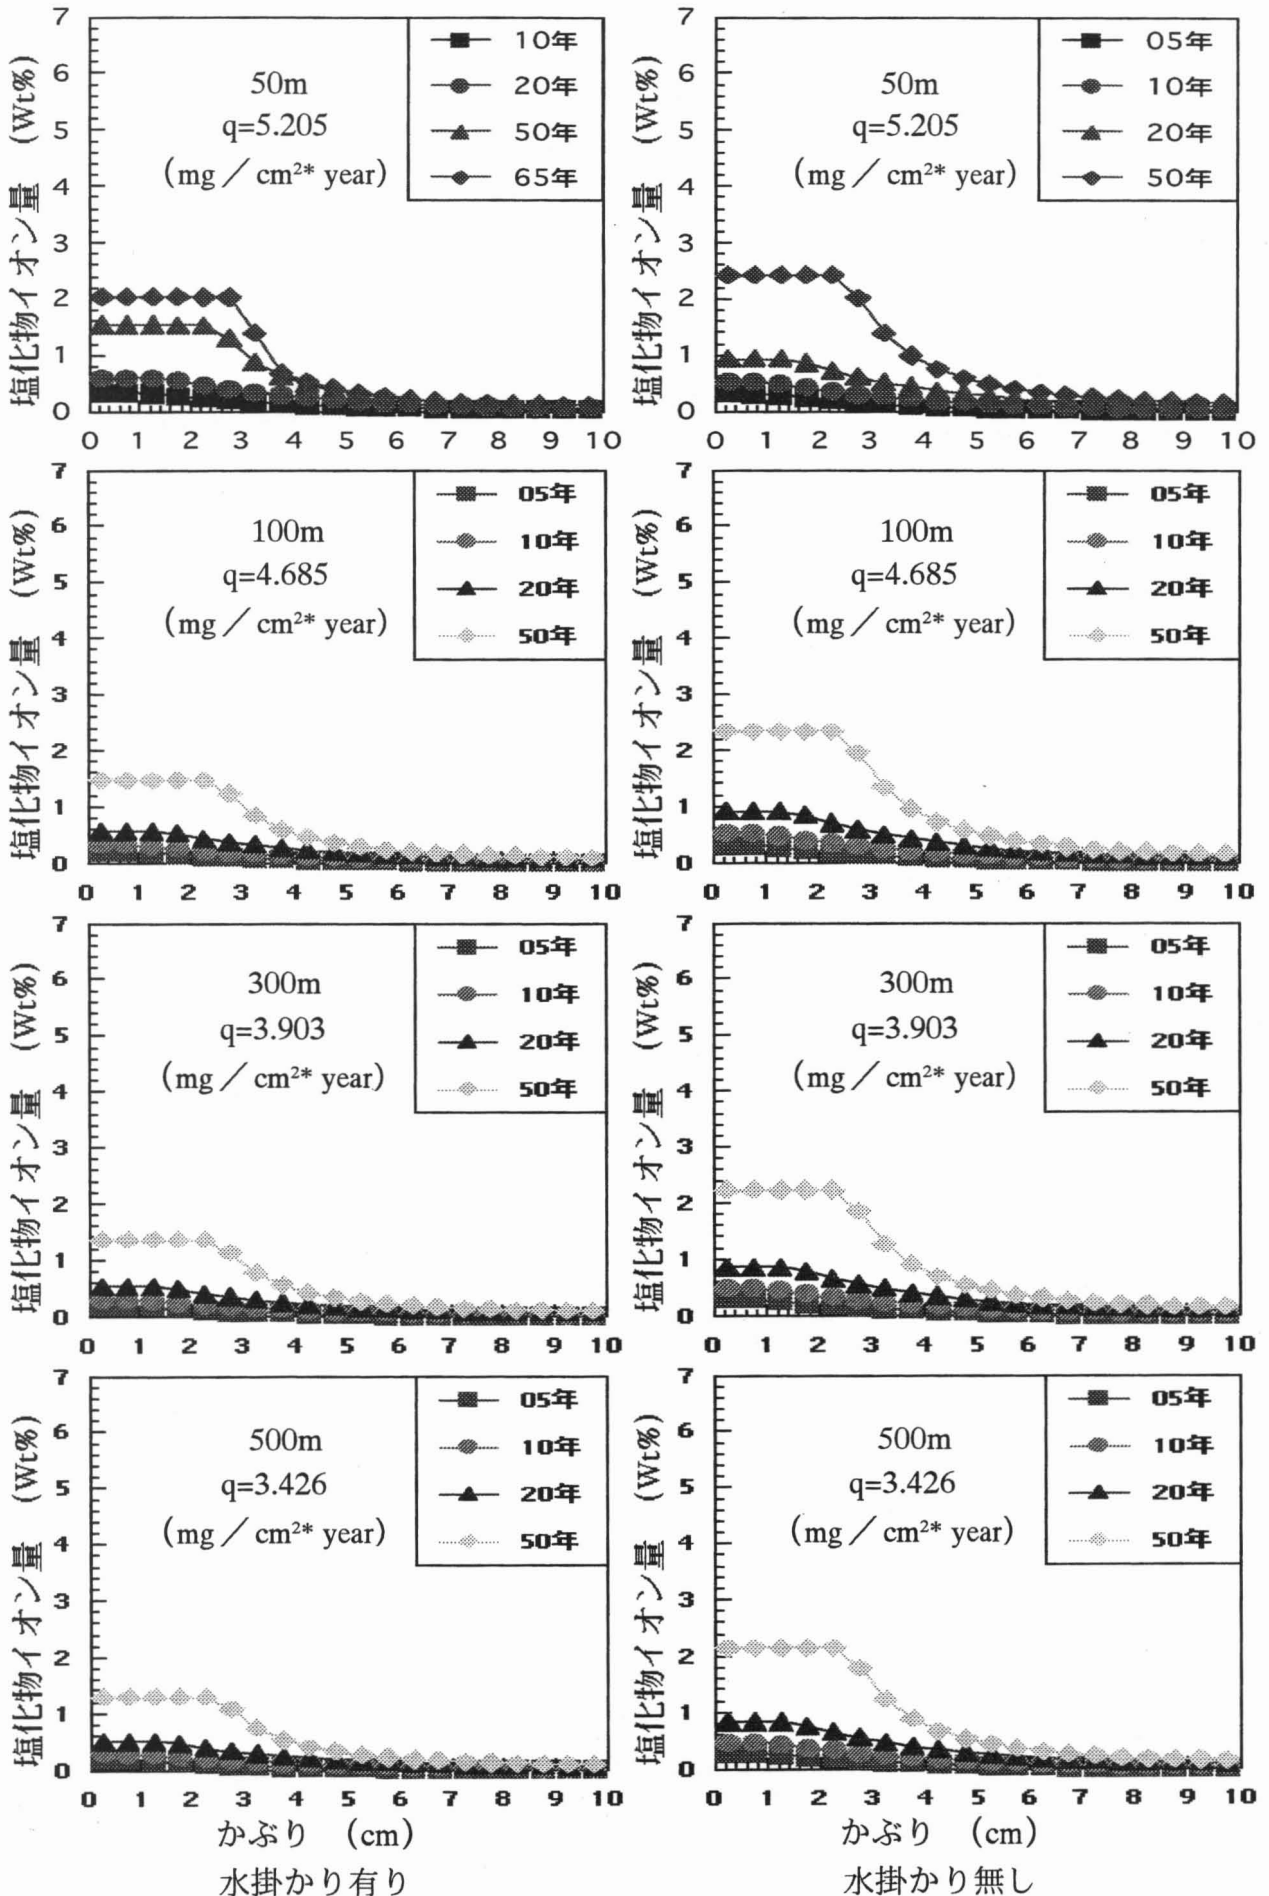 塩化物イオン量 (Wt%)
7
6
5
4
3
2
1
0
50m
q=5.205
(mg／cm²* year)
10年
20年
50年
65年
0 1 2 3 4 5 6 7 8 9 10
塩化物イオン量 (Wt%)
7
6
5
4
3
2
1
0
50m
q=5.205
(mg／cm²* year)
05年
10年
20年
50年
0 1 2 3 4 5 6 7 8 9 10
塩化物イオン量 (Wt%)
7
6
5
4
3
2
1
0
100m
q=4.685
(mg／cm²* year)
05年
10年
20年
50年
0 1 2 3 4 5 6 7 8 9 10
塩化物イオン量 (Wt%)
7
6
5
4
3
2
1
0
100m
q=4.685
(mg／cm²* year)
05年
10年
20年
50年
0 1 2 3 4 5 6 7 8 9 10
塩化物イオン量 (Wt%)
7
6
5
4
3
2
1
0
300m
q=3.903
(mg／cm²* year)
05年
10年
20年
50年
0 1 2 3 4 5 6 7 8 9 10
塩化物イオン量 (Wt%)
7
6
5
4
3
2
1
0
300m
q=3.903
(mg／cm²* year)
05年
10年
20年
50年
0 1 2 3 4 5 6 7 8 9 10
塩化物イオン量 (Wt%)
7
6
5
4
3
2
1
0
500m
q=3.426
(mg／cm²* year)
05年
10年
20年
50年
0 1 2 3 4 5 6 7 8 9 10
かぶり (cm)
水掛かり有り
塩化物イオン量 (Wt%)
7
6
5
4
3
2
1
0
500m
q=3.426
(mg／cm²* year)
05年
10年
20年
50年
0 1 2 3 4 5 6 7 8 9 10
かぶり (cm)
水掛かり無し